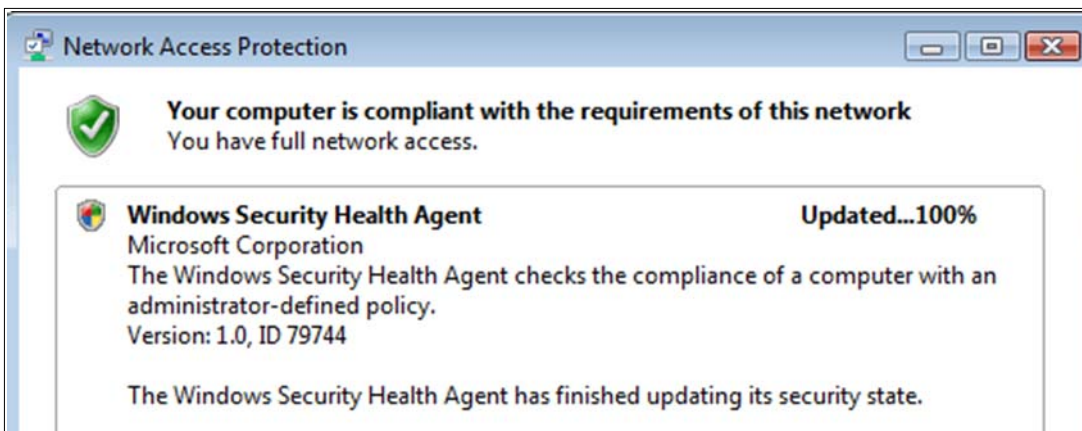 Network Access Protection
Your computer is compliant with the requirements of this network
You have full network access.
Windows Security Health Agent Updated...100%
Microsoft Corporation
The Windows Security Health Agent checks the compliance of a computer with an
administrator-defined policy.
Version: 1.0, ID 79744
The Windows Security Health Agent has finished updating its security state.